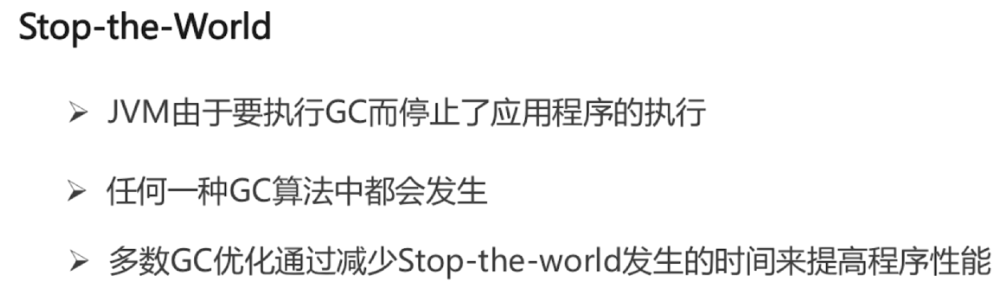 Stop-the-World
➢ JVM由于要执行GC而停止了应用程序的执行
➢ 任何一种GC算法中都会发生
➢ 多数GC优化通过减少Stop-the-world发生的时间来提高程序性能